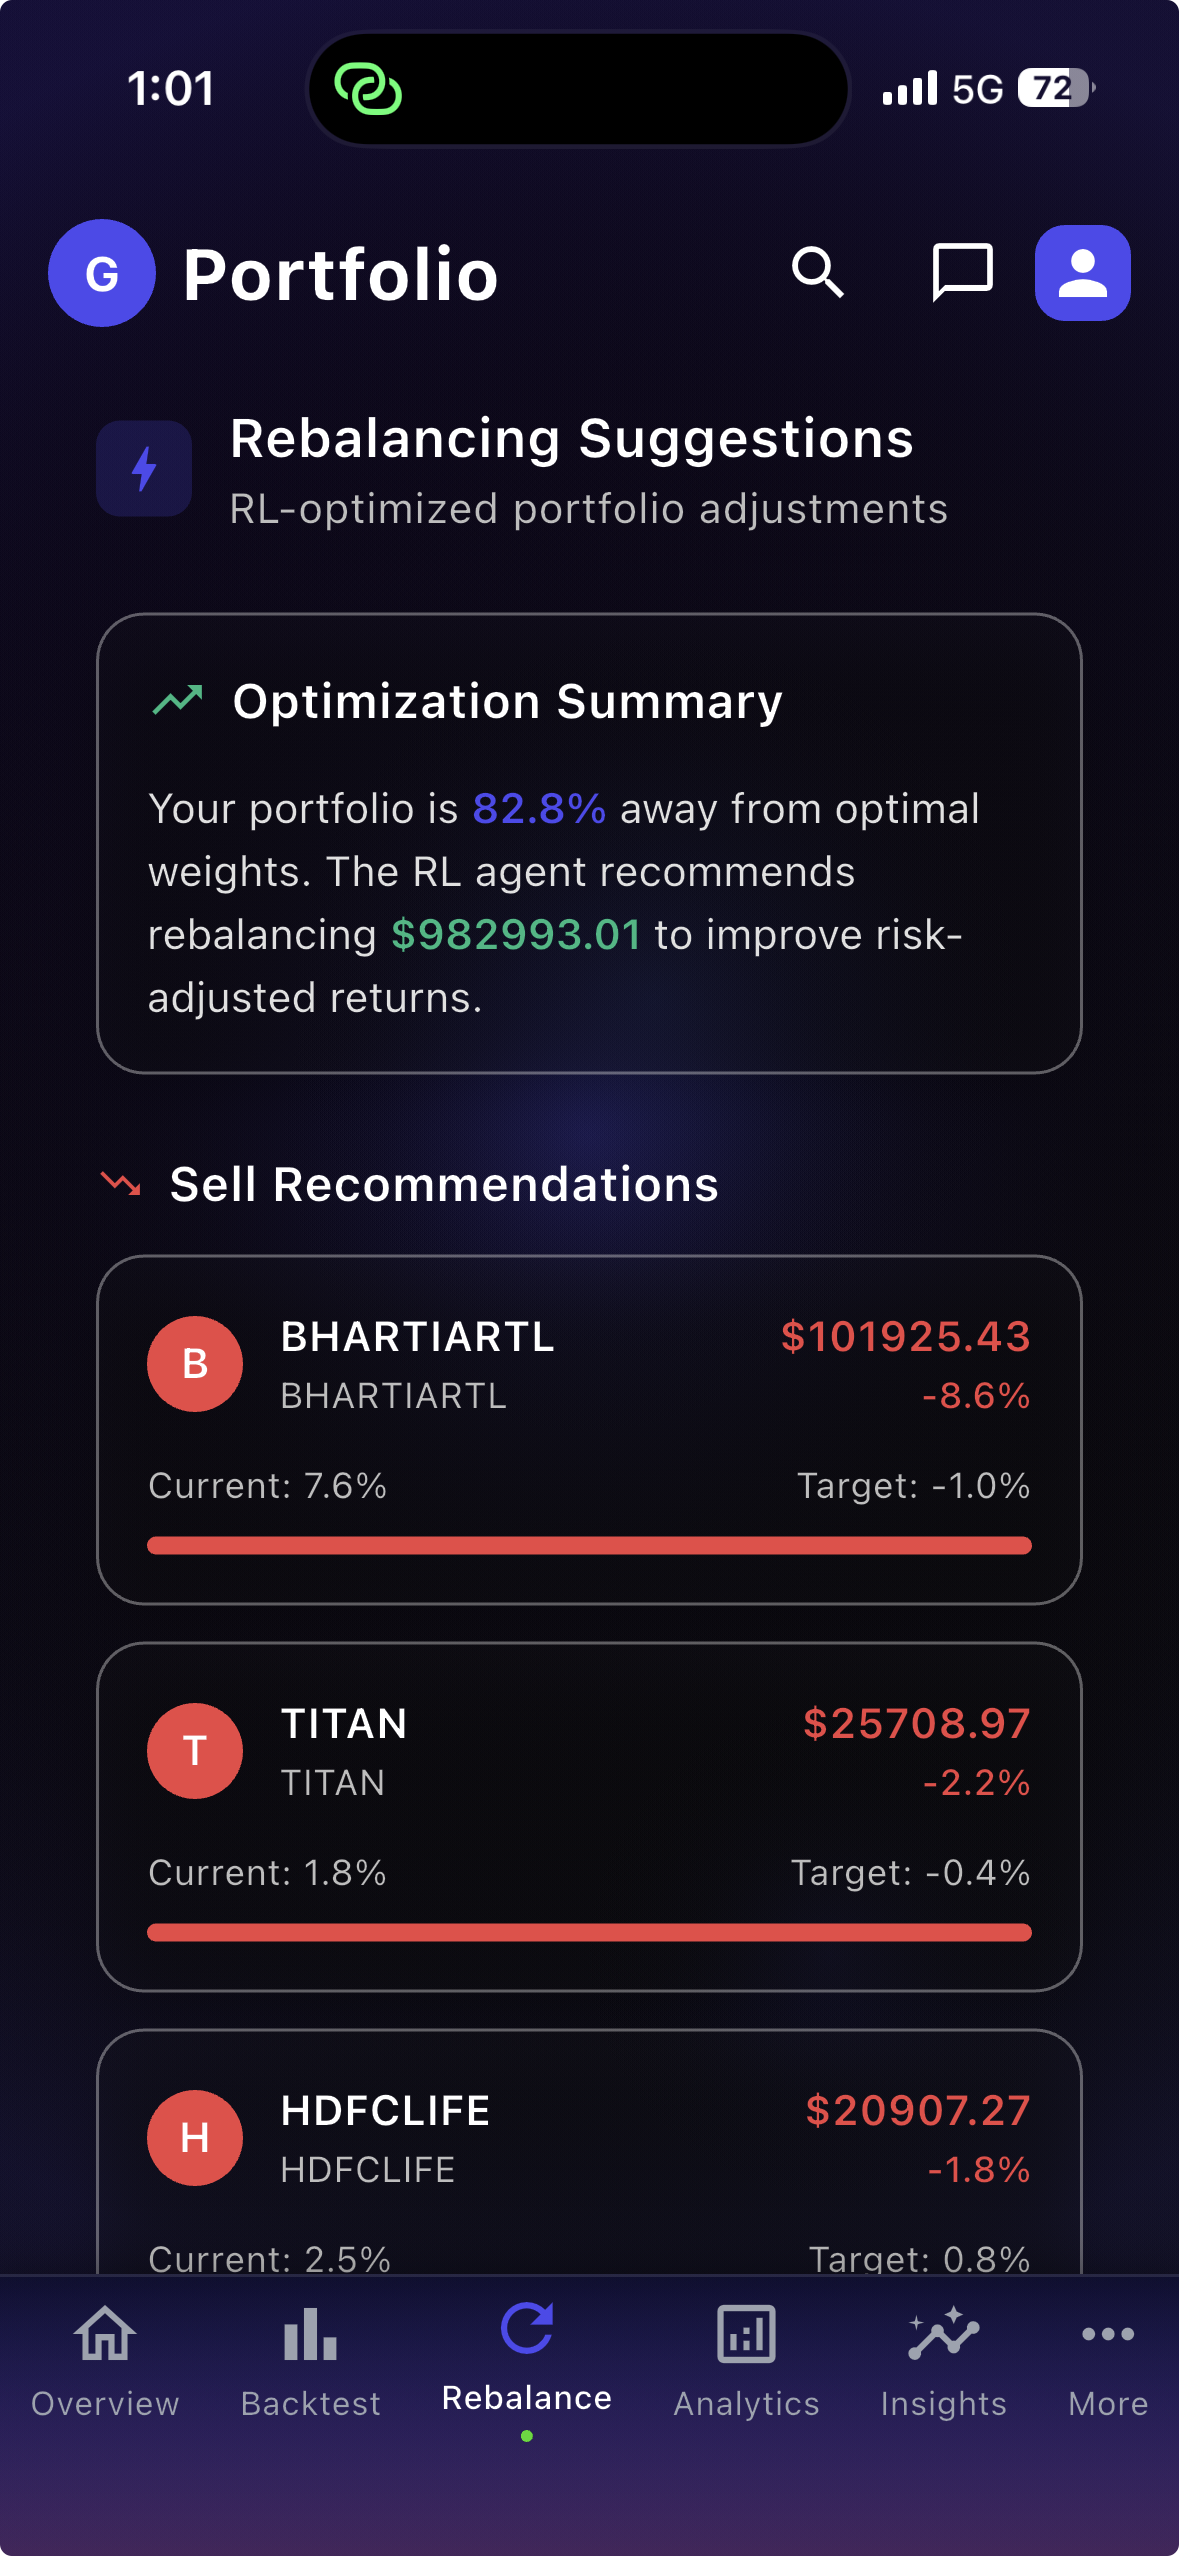 1:01
5G 72
G Portfolio
Rebalancing Suggestions
RL-optimized portfolio adjustments
Optimization Summary
Your portfolio is 82.8% away from optimal
weights. The RL agent recommends
rebalancing $982993.01 to improve risk-
adjusted returns.
Sell Recommendations
B BHARTIARTL $101925.43
BHARTIARTL -8.6%
Current: 7.6% Target: -1.0%
T TITAN $25708.97
TITAN -2.2%
Current: 1.8% Target: -0.4%
H HDFCLIFE $20907.27
HDFCLIFE -1.8%
Current: 2.5% Target: 0.8%
Overview Backtest Rebalance Analytics Insights More